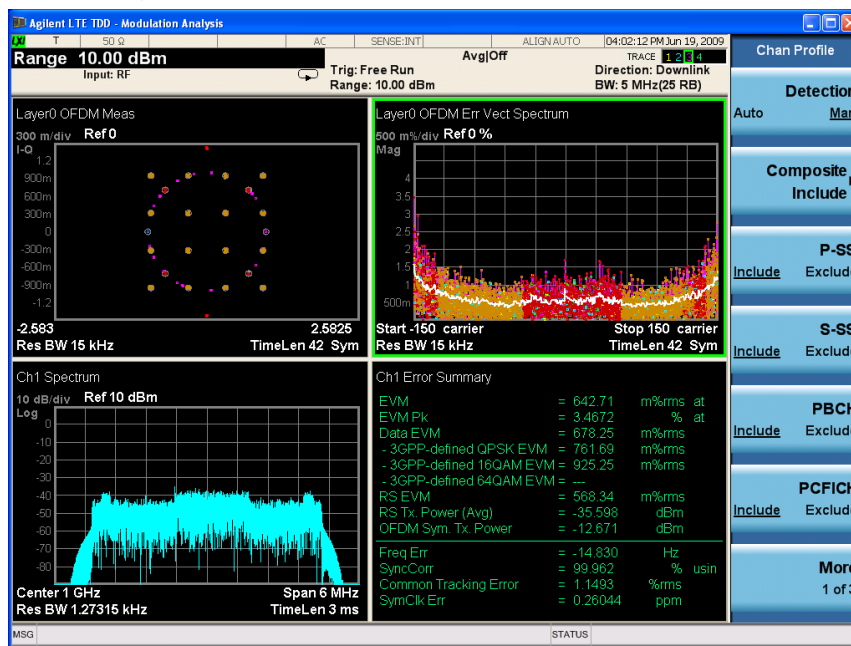 Agilent LTE TDD - Modulation Analysis
LXI T 50 Ω AC SENSE:INT ALIGN AUTO 04:02:12 PM Jun 19, 2009
Range 10.00 dBm
Input: RF
Trig: Free Run
Range: 10.00 dBm
Avg|Off
TRACE 1 2 3 4
Direction: Downlink
BW: 5 MHz(25 RB)
Layer0 OFDM Meas
300 m/div Ref 0
I-Q
1.2
900m
600m
300m
0
-300m
-600m
-900m
-1.2
-2.583 2.5825
Res BW 15 kHz TimeLen 42 Sym
Layer0 OFDM Err Vect Spectrum
500 m%/div Ref 0 %
Mag
4
3.5
3
2.5
2
1.5
1
500m
Start -150 carrier Stop 150 carrier
Res BW 15 kHz TimeLen 42 Sym
Ch1 Spectrum
10 dB/div Ref 10 dBm
Log
0
-10
-20
-30
-40
-50
-60
-70
-80
Center 1 GHz Span 6 MHz
Res BW 1.27315 kHz TimeLen 3 ms
Ch1 Error Summary
EVM = 642.71 m%rms at
EVM Pk = 3.4672 % at
Data EVM = 678.25 m%rms
- 3GPP-defined QPSK EVM = 761.69 m%rms
- 3GPP-defined 16QAM EVM = 925.25 m%rms
- 3GPP-defined 64QAM EVM = ---
RS EVM = 568.34 m%rms
RS Tx. Power (Avg) = -35.598 dBm
OFDM Sym. Tx. Power = -12.671 dBm
Freq Err = -14.830 Hz
SyncCorr = 99.962 % usin
Common Tracking Error = 1.1493 %rms
SymClk Err = 0.26044 ppm
Chan Profile
Detection
Auto Man
Composite
Include
P-SS
Include Exclude
S-SS
Include Exclude
PBCH
Include Exclude
PCFICH
Include Exclude
More
1 of 3
MSG STATUS